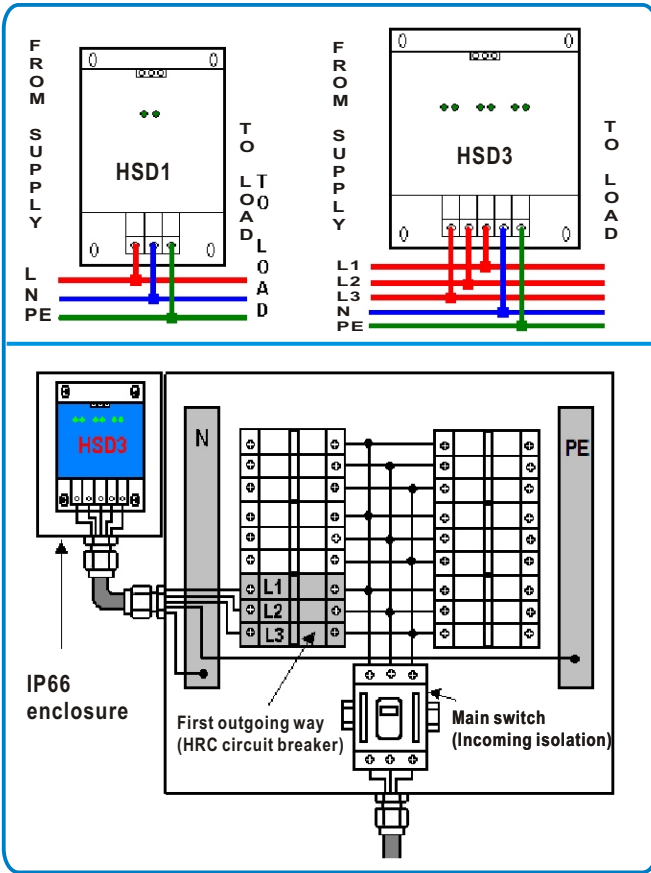 FROM SUPPLY
HSD1
TO LOAD
TO LOAD
L
N
PE
FROM SUPPLY
HSD3
TO LOAD
L1
L2
L3
N
PE
HSD3
N
PE
L1
L2
L3
IP66
enclosure
First outgoing way
(HRC circuit breaker)
Main switch
(Incoming isolation)